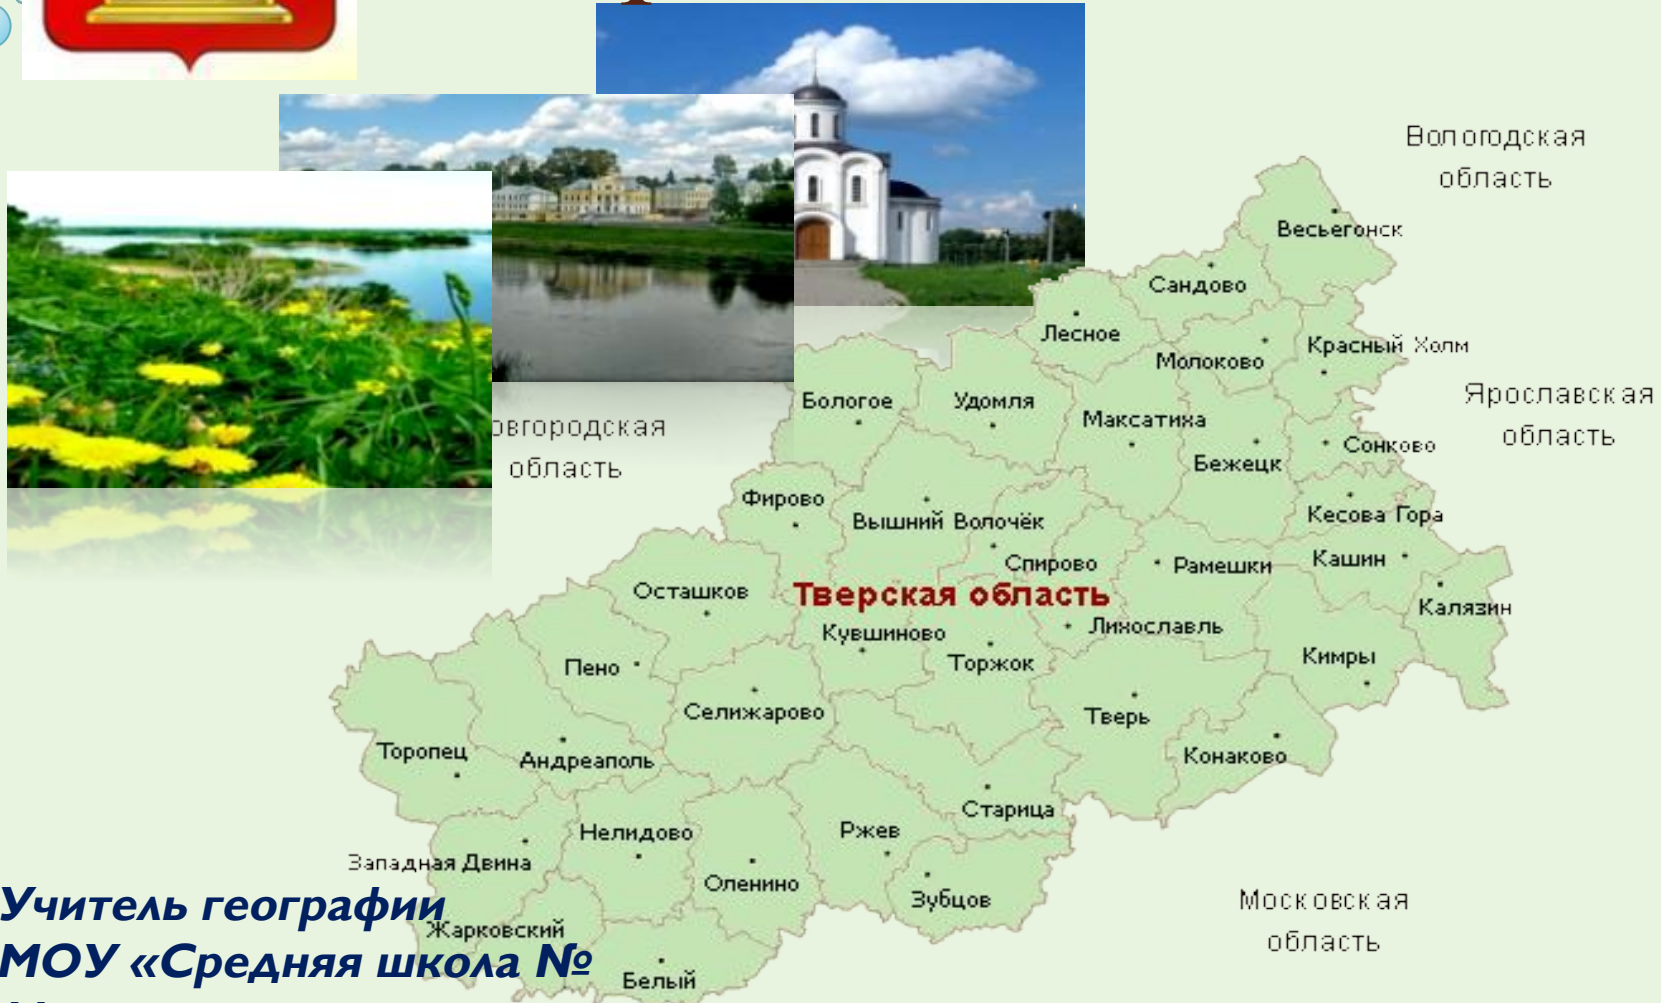 Вологодская
область
Весьегонск
Сандово
Лесное
Молоково
Красный Холм
Ярославская
область
Бологое
Удомля
Максатиха
Бежецк
Сонково
овгородская
область
Фирово
Вышний Волочёк
Кесова Гора
Спирово
Рамешки
Кашин
Калязин
Осташков
Тверская область
Кувшиново
Лихославль
Пено
Торжок
Кимры
Селижарово
Тверь
Торопец
Андреаполь
Конаково
Старица
Нелидово
Ржев
Западная Двина
Оленино
Зубцов
Московская
область
Жарковский
Белый
Учитель географии
МОУ «Средняя школа №